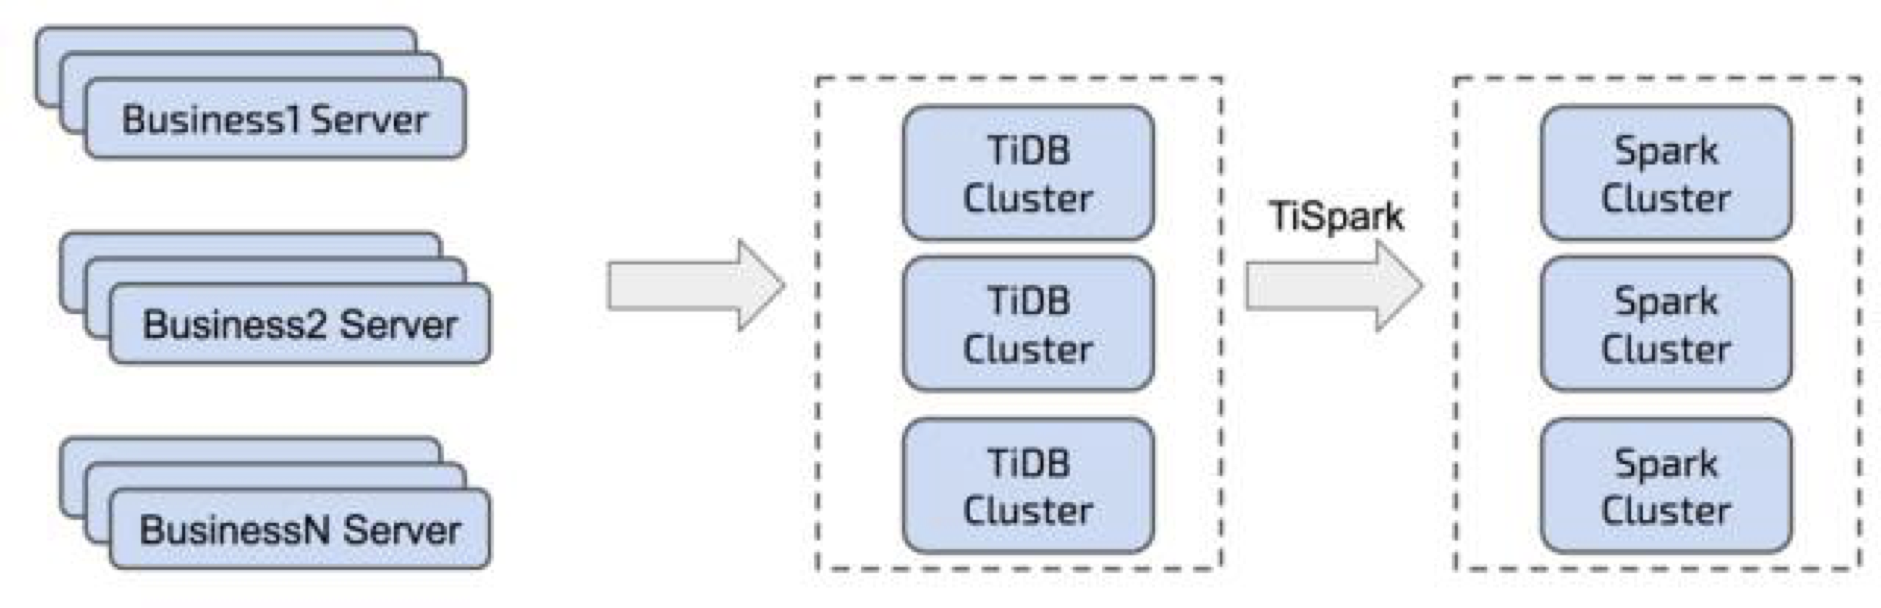 Business1 Server
Business2 Server
BusinessN Server
TiDB
Cluster
TiDB
Cluster
TiDB
Cluster
TiSpark
Spark
Cluster
Spark
Cluster
Spark
Cluster